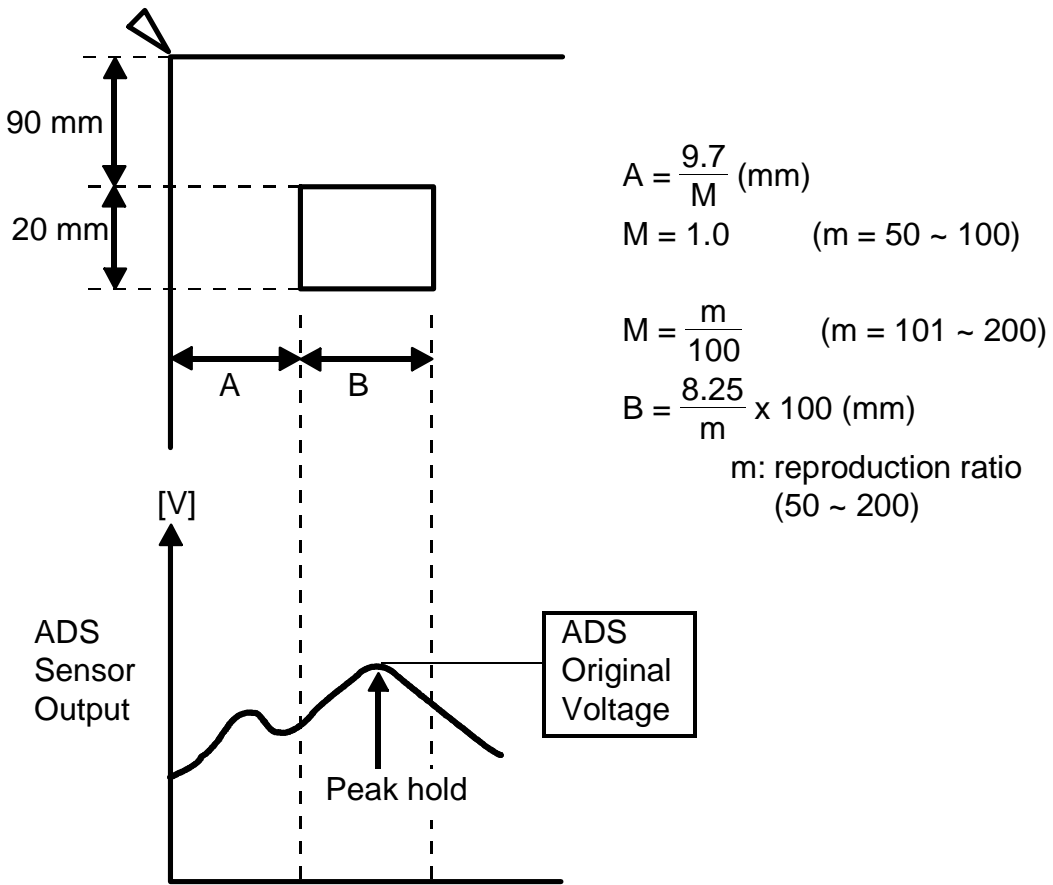 90 mm
20 mm
A
B
A = 9.7/M (mm)
M = 1.0 (m = 50 ~ 100)
M = m/100 (m = 101 ~ 200)
B = 8.25/m x 100 (mm)
m: reproduction ratio
(50 ~ 200)
[V]
ADS
Sensor
Output
ADS
Original
Voltage
Peak hold